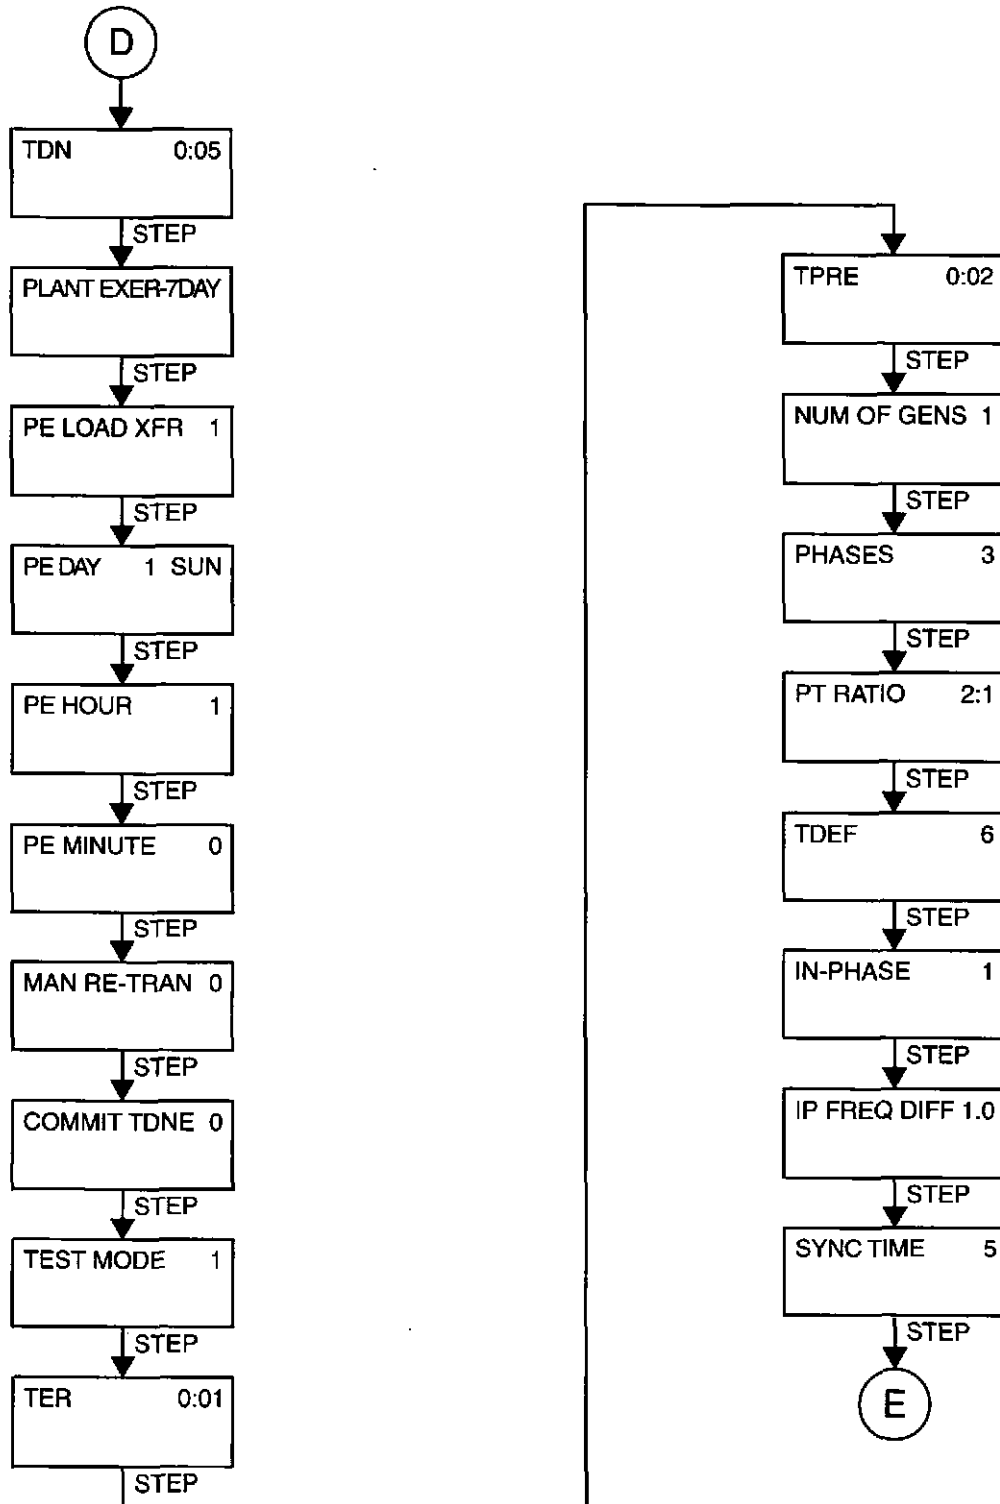 D
TDN 0:05
STEP
PLANT EXER-7DAY
STEP
PE LOAD XFR 1
STEP
PE DAY 1 SUN
STEP
PE HOUR 1
STEP
PE MINUTE 0
STEP
MAN RE-TRAN 0
STEP
COMMIT TDNE 0
STEP
TEST MODE 1
STEP
TER 0:01
STEP
TPRE 0:02
STEP
NUM OF GENS 1
STEP
PHASES 3
STEP
PT RATIO 2:1
STEP
TDEF 6
STEP
IN-PHASE 1
STEP
IP FREQ DIFF 1.0
STEP
SYNC TIME 5
STEP
E